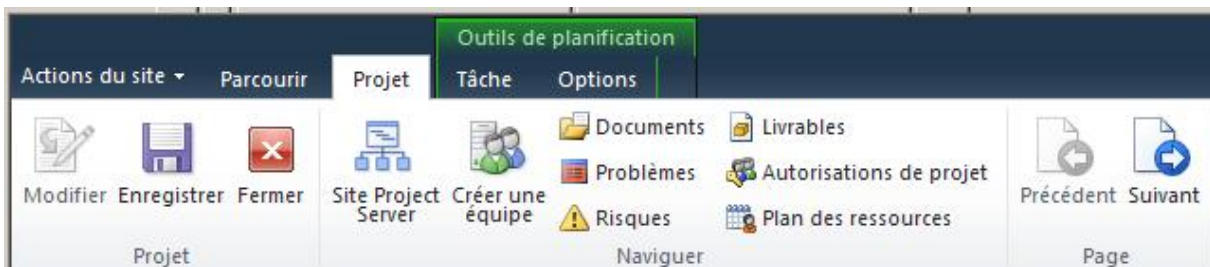 Outils de planification
Actions du site Parcourir Projet Tâche Options
Modifier Enregistrer Fermer
Projet
Site Project
Server
Créer une
équipe
Documents
Problèmes
Risques
Livrables
Autorisations de projet
Plan des ressources
Naviguer
Précédent Suivant
Page